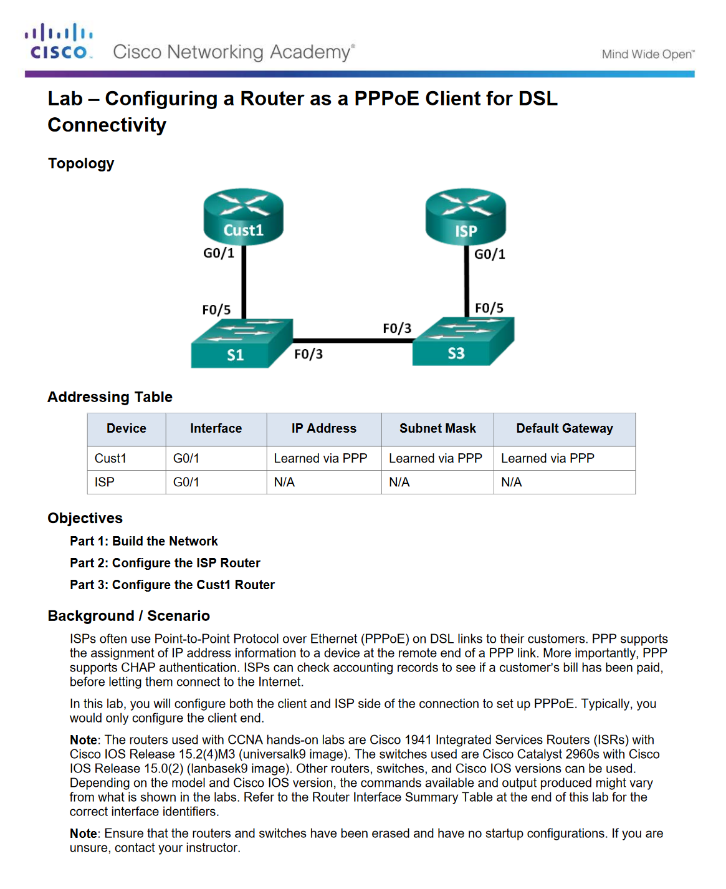 CISCO Cisco Networking Academy® Mind Wide Open™
Lab – Configuring a Router as a PPPoE Client for DSL
Connectivity
Topology
Cust1 ISP
G0/1 G0/1
F0/5 F0/5
F0/3
S1 F0/3 S3
Addressing Table
Device Interface IP Address Subnet Mask Default Gateway
Cust1 G0/1 Learned via PPP Learned via PPP Learned via PPP
ISP G0/1 N/A N/A N/A
Objectives
Part 1: Build the Network
Part 2: Configure the ISP Router
Part 3: Configure the Cust1 Router
Background / Scenario
ISPs often use Point-to-Point Protocol over Ethernet (PPPoE) on DSL links to their customers. PPP supports
the assignment of IP address information to a device at the remote end of a PPP link. More importantly, PPP
supports CHAP authentication. ISPs can check accounting records to see if a customer's bill has been paid,
before letting them connect to the Internet.
In this lab, you will configure both the client and ISP side of the connection to set up PPPoE. Typically, you
would only configure the client end.
Note: The routers used with CCNA hands-on labs are Cisco 1941 Integrated Services Routers (ISRs) with
Cisco IOS Release 15.2(4)M3 (universalk9 image). The switches used are Cisco Catalyst 2960s with Cisco
IOS Release 15.0(2) (lanbasek9 image). Other routers, switches, and Cisco IOS versions can be used.
Depending on the model and Cisco IOS version, the commands available and output produced might vary
from what is shown in the labs. Refer to the Router Interface Summary Table at the end of this lab for the
correct interface identifiers.
Note: Ensure that the routers and switches have been erased and have no startup configurations. If you are
unsure, contact your instructor.